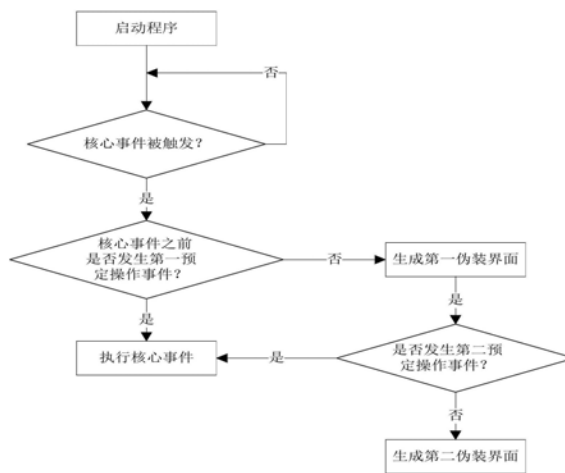 启动程序
否
核心事件被触发？
是
核心事件之前
是否发生第一预
定操作事件？
否
生成第一伪装界面
是
是
执行核心事件
是
是否发生第二预
定操作事件？
否
生成第二伪装界面